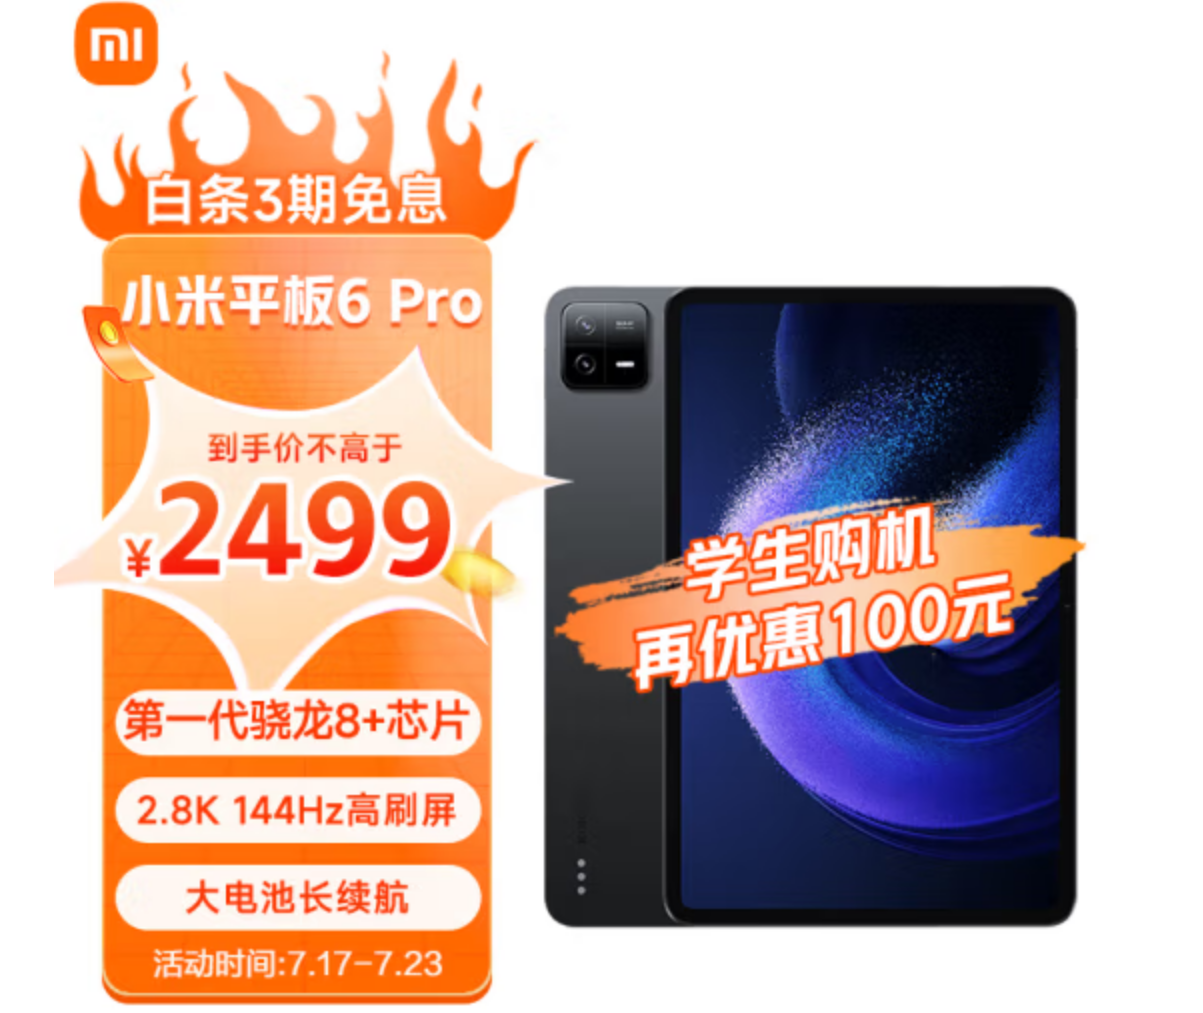 mi
白条3期免息
小米平板6 Pro
到手价不高于
¥2499
第一代骁龙8+芯片
2.8K 144Hz高刷屏
大电池长续航
活动时间:7.17-7.23
学生购机
再优惠100元